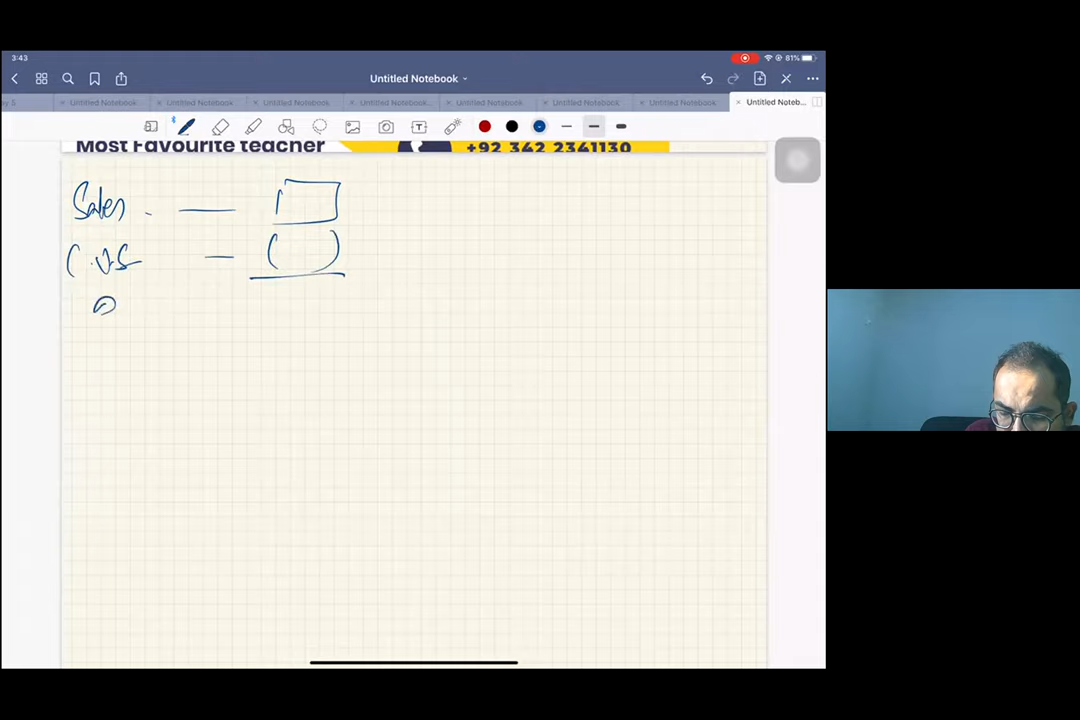 3:43
81%
Untitled Notebook
Untitled Notebook
Untitled Notebook
Untitled Notebook
Untitled Notebook...
Untitled Notebook
Untitled Notebook
Untitled Notebook
Untitled Noteb...
Most Favourite teacher
+92 342 2341130
Sales